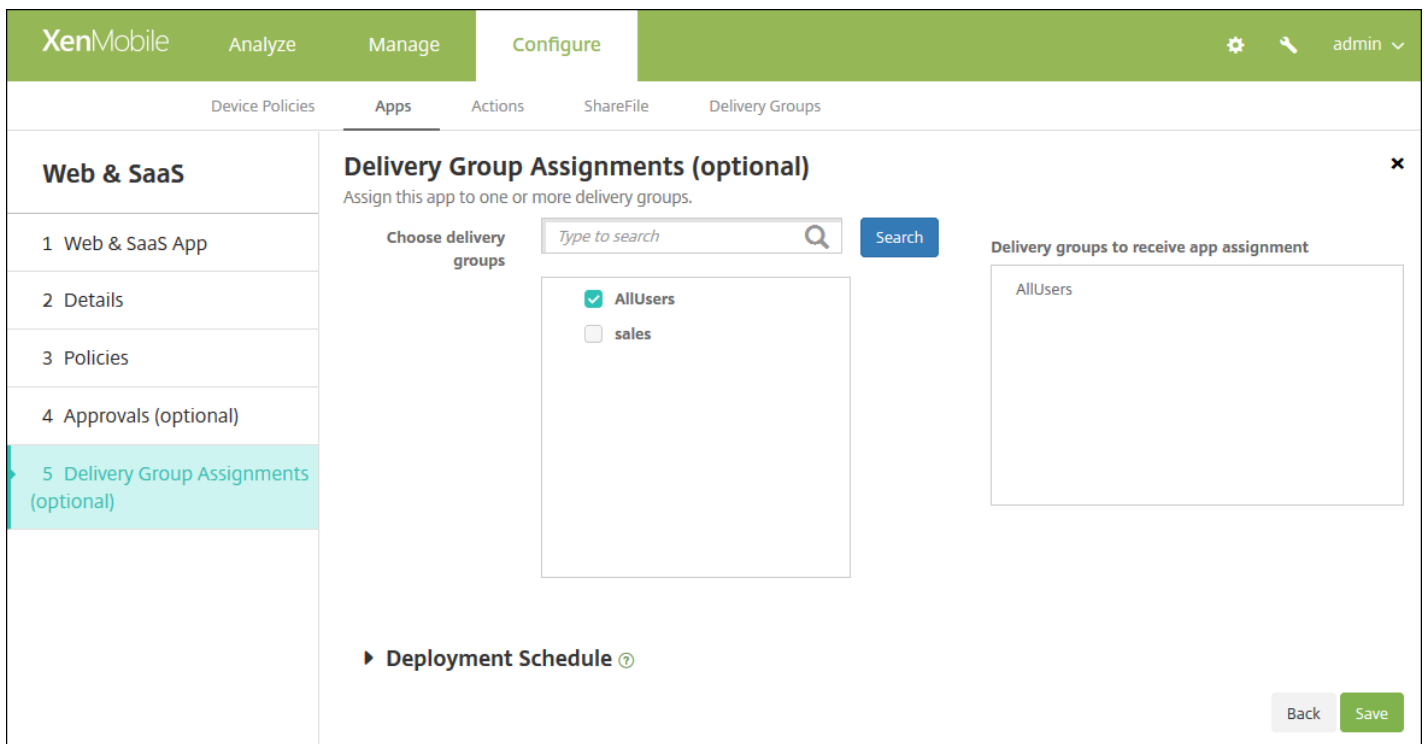 XenMobile Analyze Manage Configure admin
Device Policies Apps Actions ShareFile Delivery Groups
Web & SaaS
1 Web & SaaS App
2 Details
3 Policies
4 Approvals (optional)
5 Delivery Group Assignments
(optional)
Delivery Group Assignments (optional)
Assign this app to one or more delivery groups.
Choose delivery
groups
Type to search
Search
AllUsers
sales
Delivery groups to receive app assignment
AllUsers
Deployment Schedule ?
Back Save